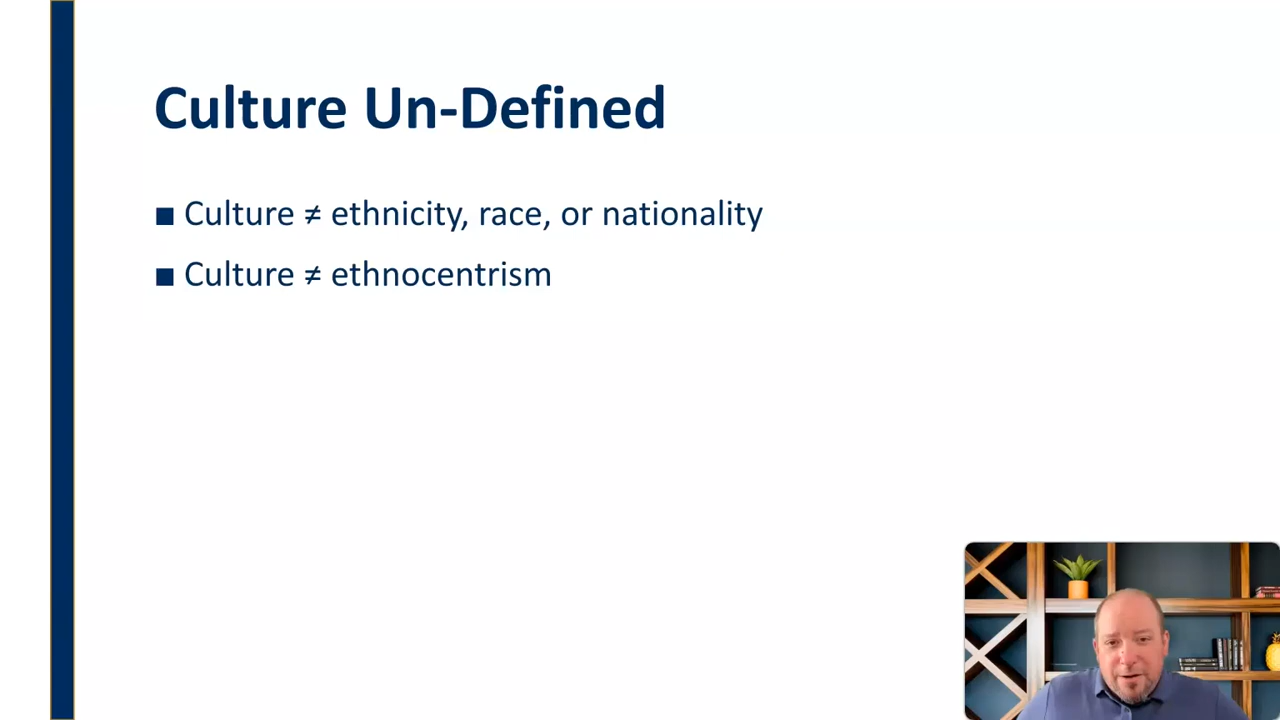 Culture Un-Defined
■ Culture ≠ ethnicity, race, or nationality
■ Culture ≠ ethnocentrism